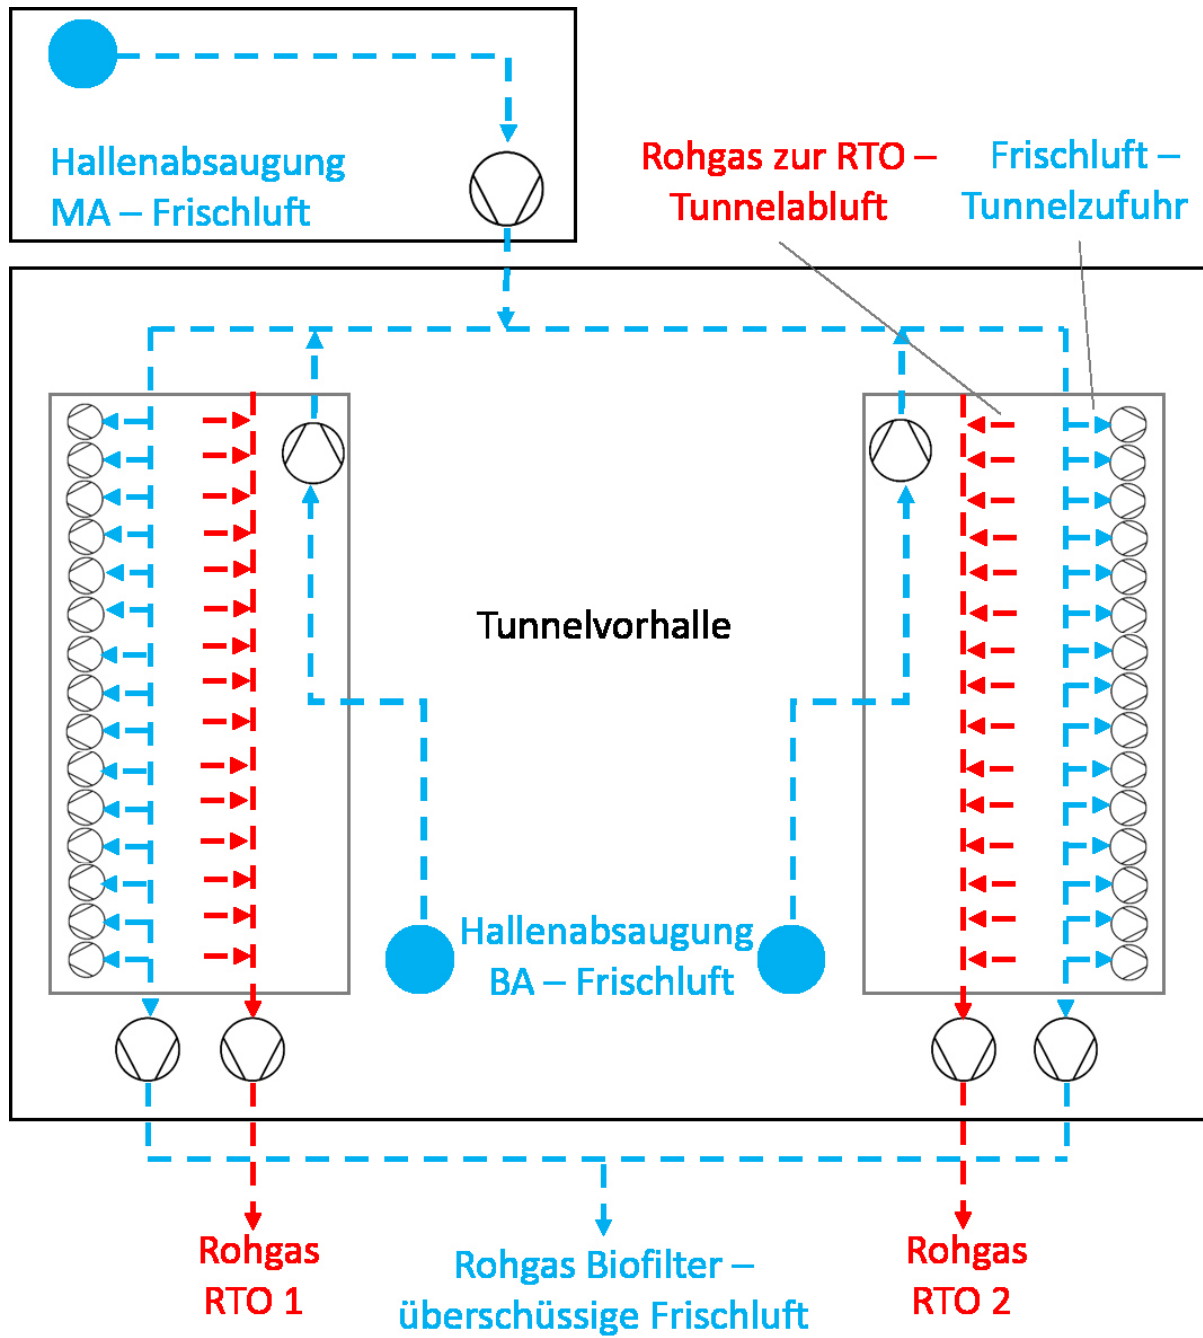 Hallenabsaugung
MA – Frischluft
Rohgas zur RTO –
Tunnelabluft
Frischluft –
Tunnelzufuhr
Tunnelvorhalle
Hallenabsaugung
BA – Frischluft
Rohgas
RTO 1
Rohgas Biofilter –
überschüssige Frischluft
Rohgas
RTO 2